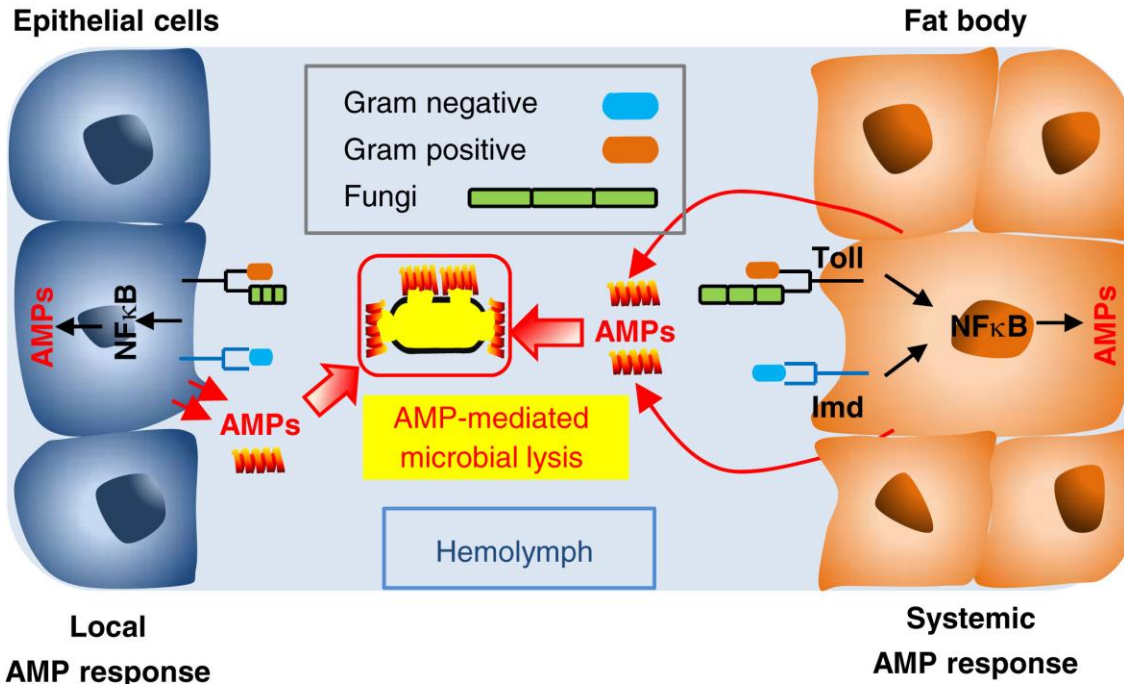 Epithelial cells
Fat body
Gram negative
Gram positive
Fungi
Toll
AMPs
NFκB
AMPs
NFκB
AMPs
Imd
AMPs
AMP-mediated
microbial lysis
Hemolymph
Local
AMP response
Systemic
AMP response